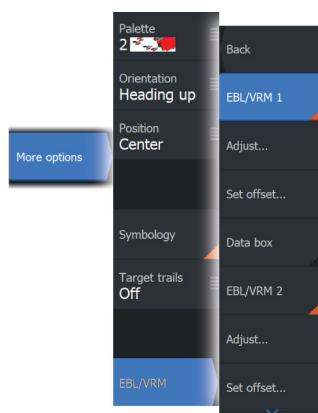 More options
Palette
2
Orientation
Heading up
Position
Center
Symbology
Target trails
Off
EBL/VRM
Back
EBL/VRM 1
Adjust...
Set offset...
Data box
EBL/VRM 2
Adjust...
Set offset...